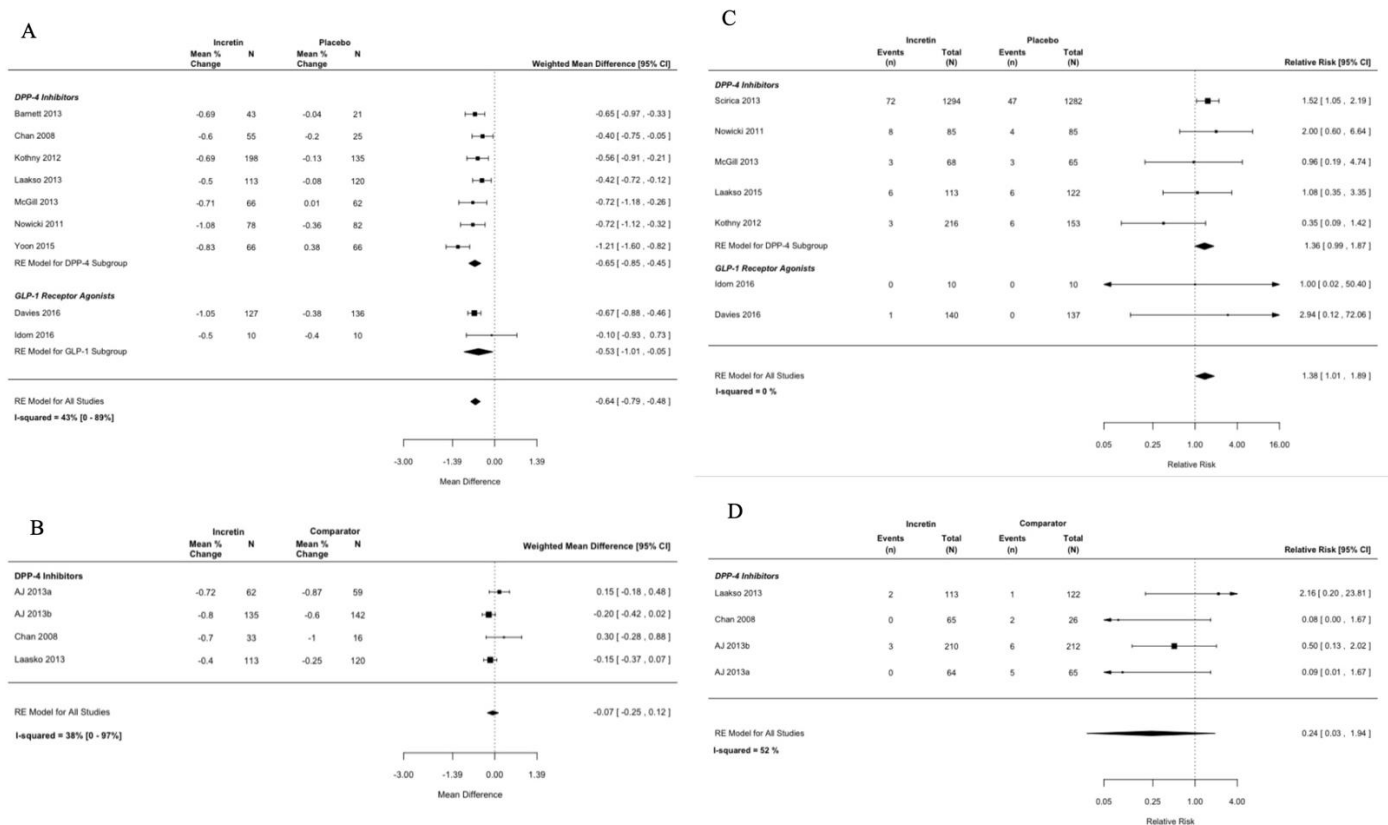 A
Incretin Placebo
Mean % Change N Mean % Change N Weighted Mean Difference [95% CI]
DPP-4 Inhibitors
Barnett 2013 -0.69 43 -0.04 21 -0.65 [ -0.97 , -0.33 ]
Chan 2008 -0.6 55 -0.2 25 -0.40 [ -0.75 , -0.05 ]
Kothny 2012 -0.69 198 -0.13 135 -0.56 [ -0.91 , -0.21 ]
Laakso 2013 -0.5 113 -0.08 120 -0.42 [ -0.72 , -0.12 ]
McGill 2013 -0.71 66 0.01 62 -0.72 [ -1.18 , -0.26 ]
Nowicki 2011 -1.08 78 -0.36 82 -0.72 [ -1.12 , -0.32 ]
Yoon 2015 -0.83 66 0.38 66 -1.21 [ -1.60 , -0.82 ]
RE Model for DPP-4 Subgroup -0.65 [ -0.85 , -0.45 ]
GLP-1 Receptor Agonists
Davies 2016 -1.05 127 -0.38 136 -0.67 [ -0.88 , -0.46 ]
Idorn 2016 -0.5 10 -0.4 10 -0.10 [ -0.93 , 0.73 ]
RE Model for GLP-1 Subgroup -0.53 [ -1.01 , -0.05 ]
RE Model for All Studies -0.64 [ -0.79 , -0.48 ]
I-squared = 43% [0 - 89%]
-3.00 -1.39 0.00 1.39
Mean Difference
B
Incretin Comparator
Mean % Change N Mean % Change N Weighted Mean Difference [95% CI]
DPP-4 Inhibitors
AJ 2013a -0.72 62 -0.87 59 0.15 [ -0.18 , 0.48 ]
AJ 2013b -0.8 135 -0.6 142 -0.20 [ -0.42 , 0.02 ]
Chan 2008 -0.7 33 -1 16 0.30 [ -0.28 , 0.88 ]
Laasko 2013 -0.4 113 -0.25 120 -0.15 [ -0.37 , 0.07 ]
RE Model for All Studies -0.07 [ -0.25 , 0.12 ]
I-squared = 38% [0 - 97%]
-3.00 -1.39 0.00 1.39
Mean Difference
C
Incretin Placebo
Events (n) Total (N) Events (n) Total (N) Relative Risk [95% CI]
DPP-4 Inhibitors
Scirica 2013 72 1294 47 1282 1.52 [ 1.05 , 2.19 ]
Nowicki 2011 8 85 4 85 2.00 [ 0.60 , 6.64 ]
McGill 2013 3 68 3 65 0.96 [ 0.19 , 4.74 ]
Laakso 2015 6 113 6 122 1.08 [ 0.35 , 3.35 ]
Kothny 2012 3 216 6 153 0.35 [ 0.09 , 1.42 ]
RE Model for DPP-4 Subgroup 1.36 [ 0.99 , 1.87 ]
GLP-1 Receptor Agonists
Idorn 2016 0 10 0 10 1.00 [ 0.02 , 50.40 ]
Davies 2016 1 140 0 137 2.94 [ 0.12 , 72.06 ]
RE Model for All Studies 1.38 [ 1.01 , 1.89 ]
I-squared = 0 %
0.05 0.25 1.00 4.00 16.00
Relative Risk
D
Incretin Comparator
Events (n) Total (N) Events (n) Total (N) Relative Risk [95% CI]
DPP-4 Inhibitors
Laakso 2013 2 113 1 122 2.16 [ 0.20 , 23.81 ]
Chan 2008 0 65 2 26 0.08 [ 0.00 , 1.67 ]
AJ 2013b 3 210 6 212 0.50 [ 0.13 , 2.02 ]
AJ 2013a 0 64 5 65 0.09 [ 0.01 , 1.67 ]
RE Model for All Studies 0.24 [ 0.03 , 1.94 ]
I-squared = 52 %
0.05 0.25 1.00 4.00
Relative Risk